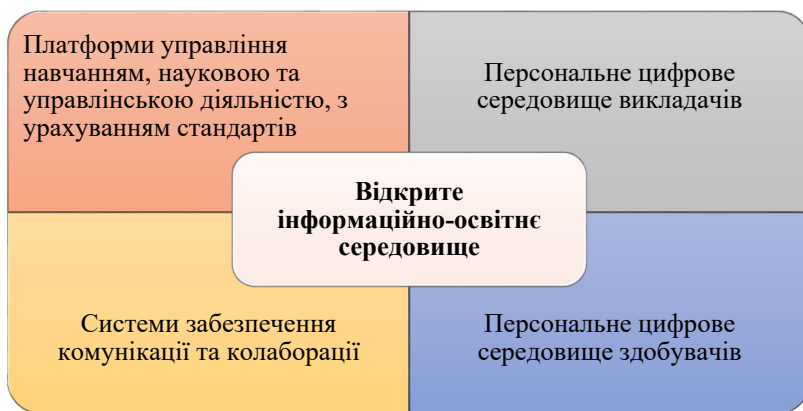 Платформи управління
навчанням, науковою та
управлінською діяльністю, з
урахуванням стандартів
Персональне цифрове
середовище викладачів
Відкрите
інформаційно-освітнє
середовище
Системи забезпечення
комунікації та колаборації
Персональне цифрове
середовище здобувачів